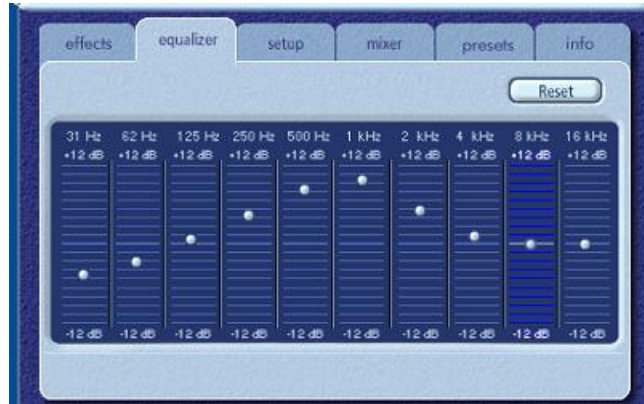 effects equalizer setup mixer presets info
Reset
31 Hz 62 Hz 125 Hz 250 Hz 500 Hz 1 kHz 2 kHz 4 kHz 8 kHz 16 kHz
+12 dB +12 dB +12 dB +12 dB +12 dB +12 dB +12 dB +12 dB +12 dB +12 dB
-12 dB -12 dB -12 dB -12 dB -12 dB -12 dB -12 dB -12 dB -12 dB -12 dB